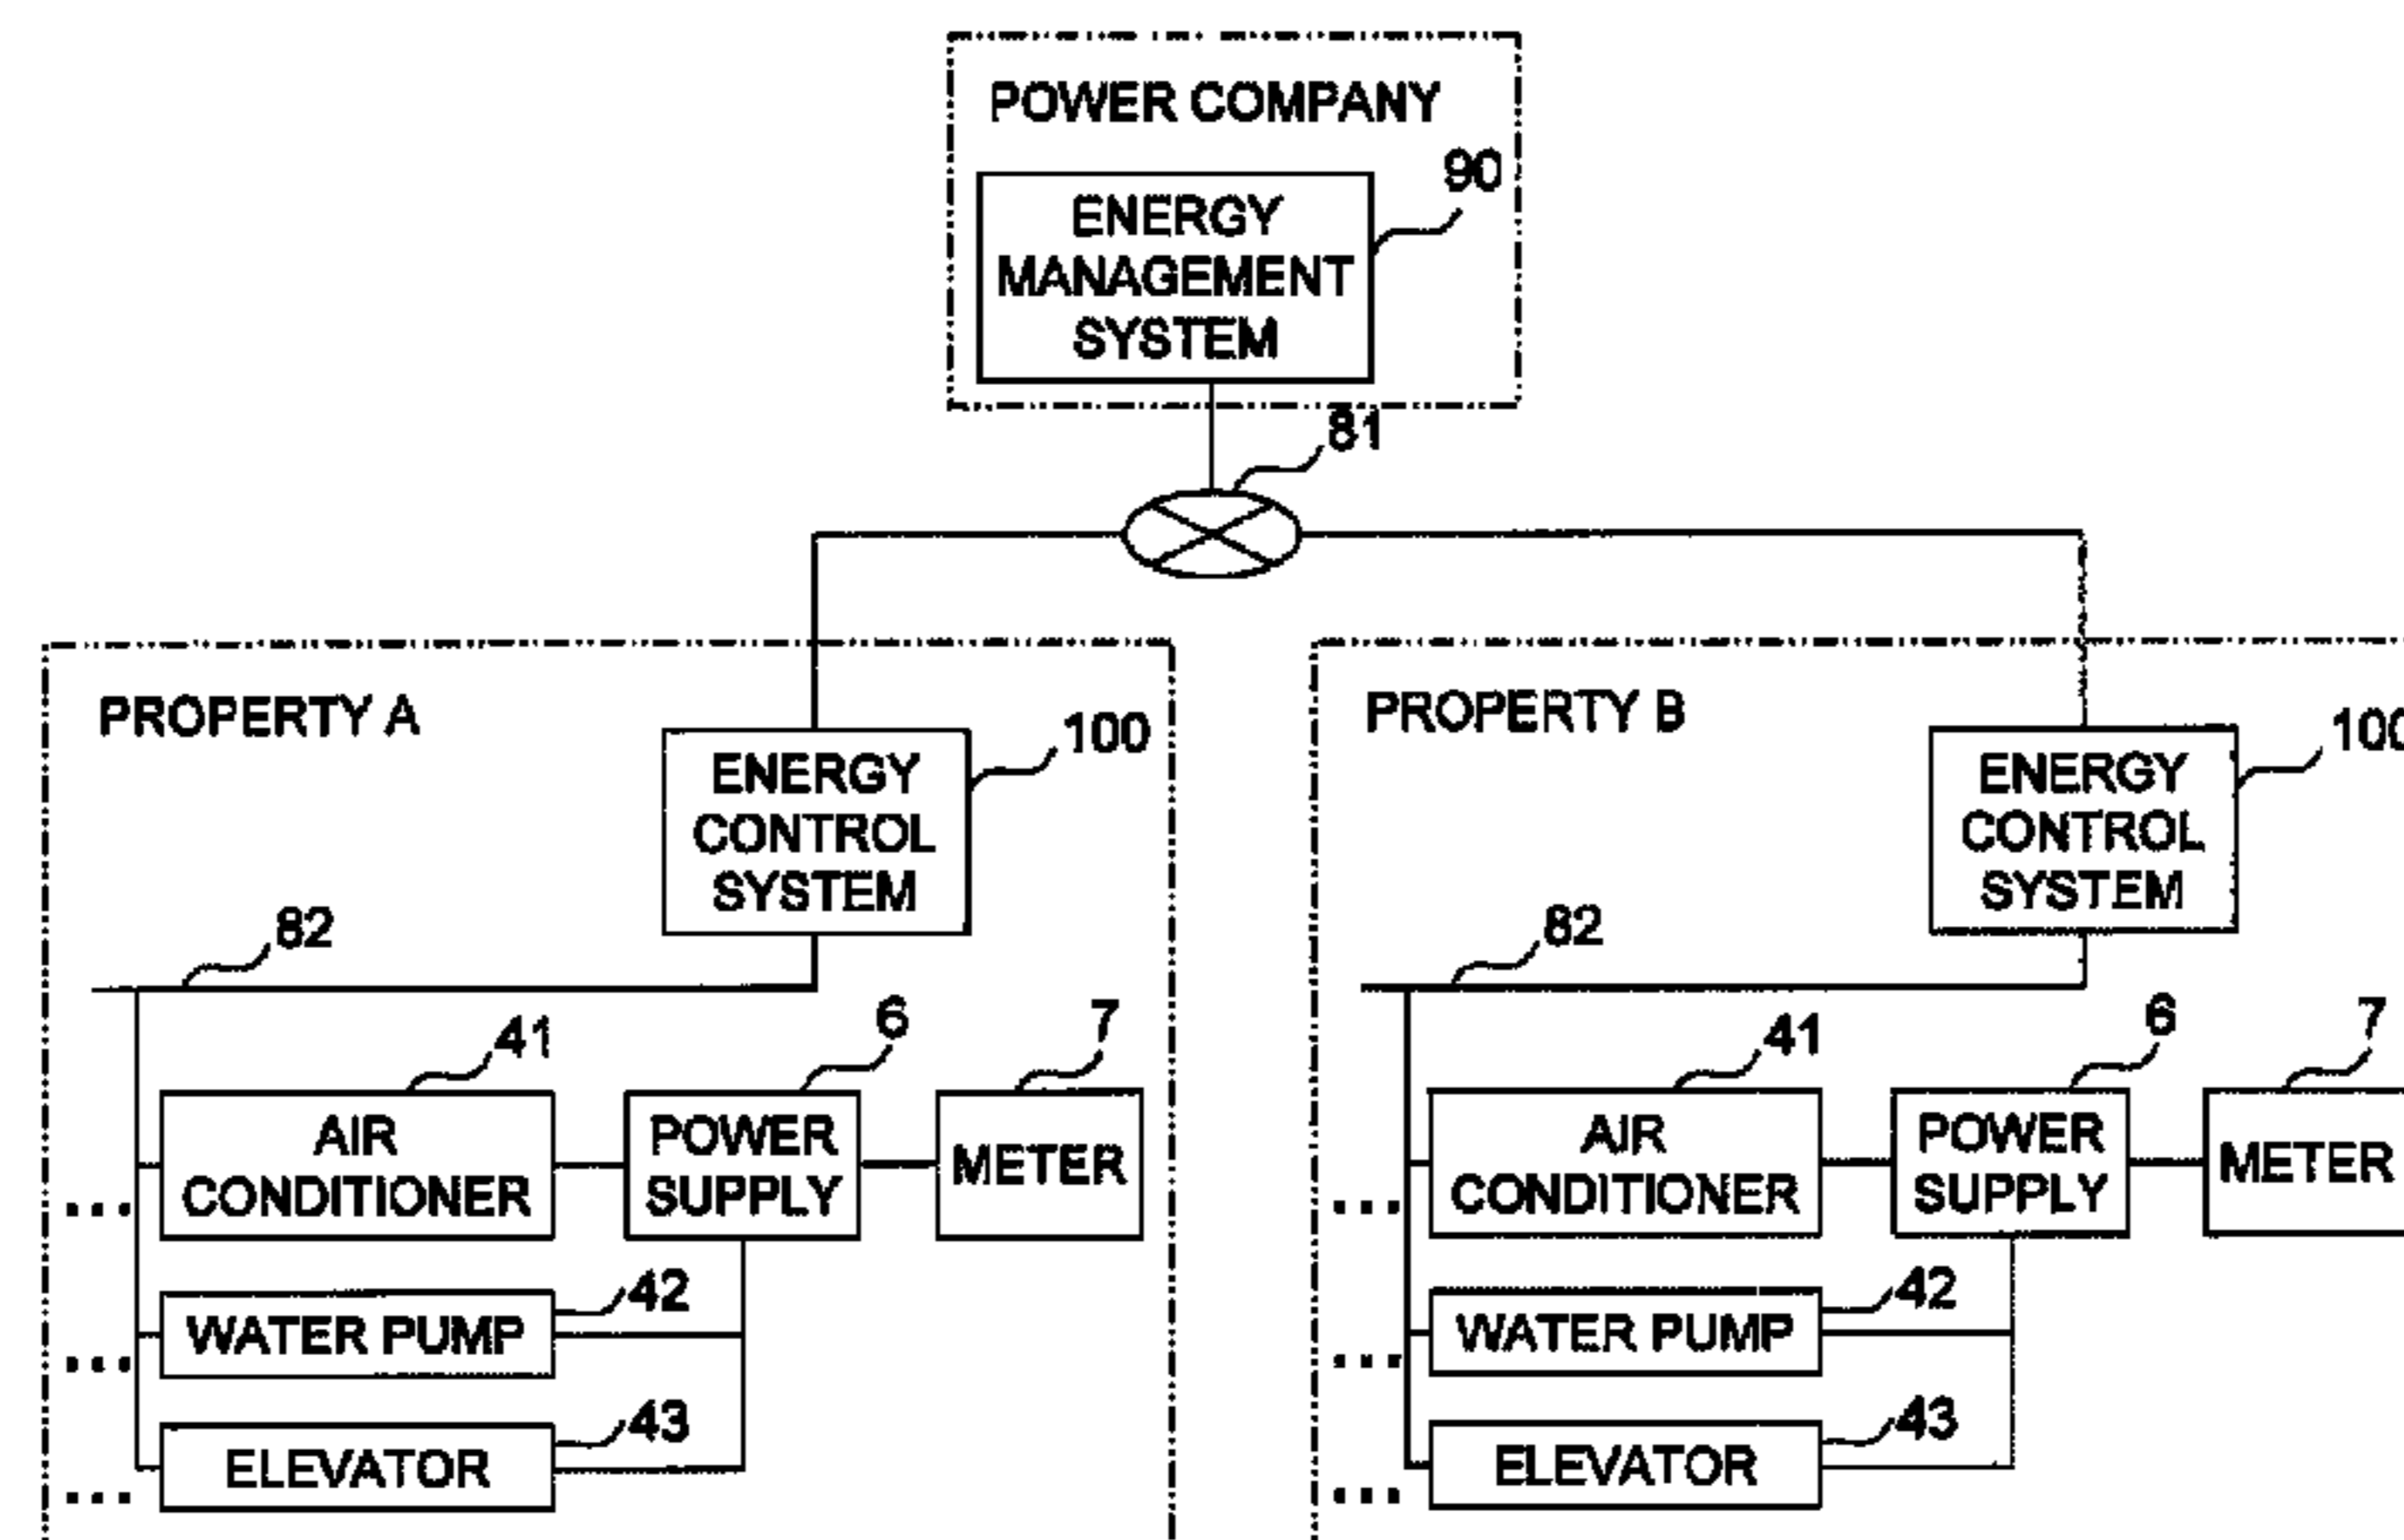 POWER COMPANY
90
ENERGY
MANAGEMENT
SYSTEM
81
PROPERTY A
100
ENERGY
CONTROL
SYSTEM
82
41
6
7
AIR
CONDITIONER
POWER
SUPPLY
METER
...
42
WATER PUMP
...
43
ELEVATOR
...
PROPERTY B
100
ENERGY
CONTROL
SYSTEM
82
41
6
7
AIR
CONDITIONER
POWER
SUPPLY
METER
...
42
WATER PUMP
...
43
ELEVATOR
...